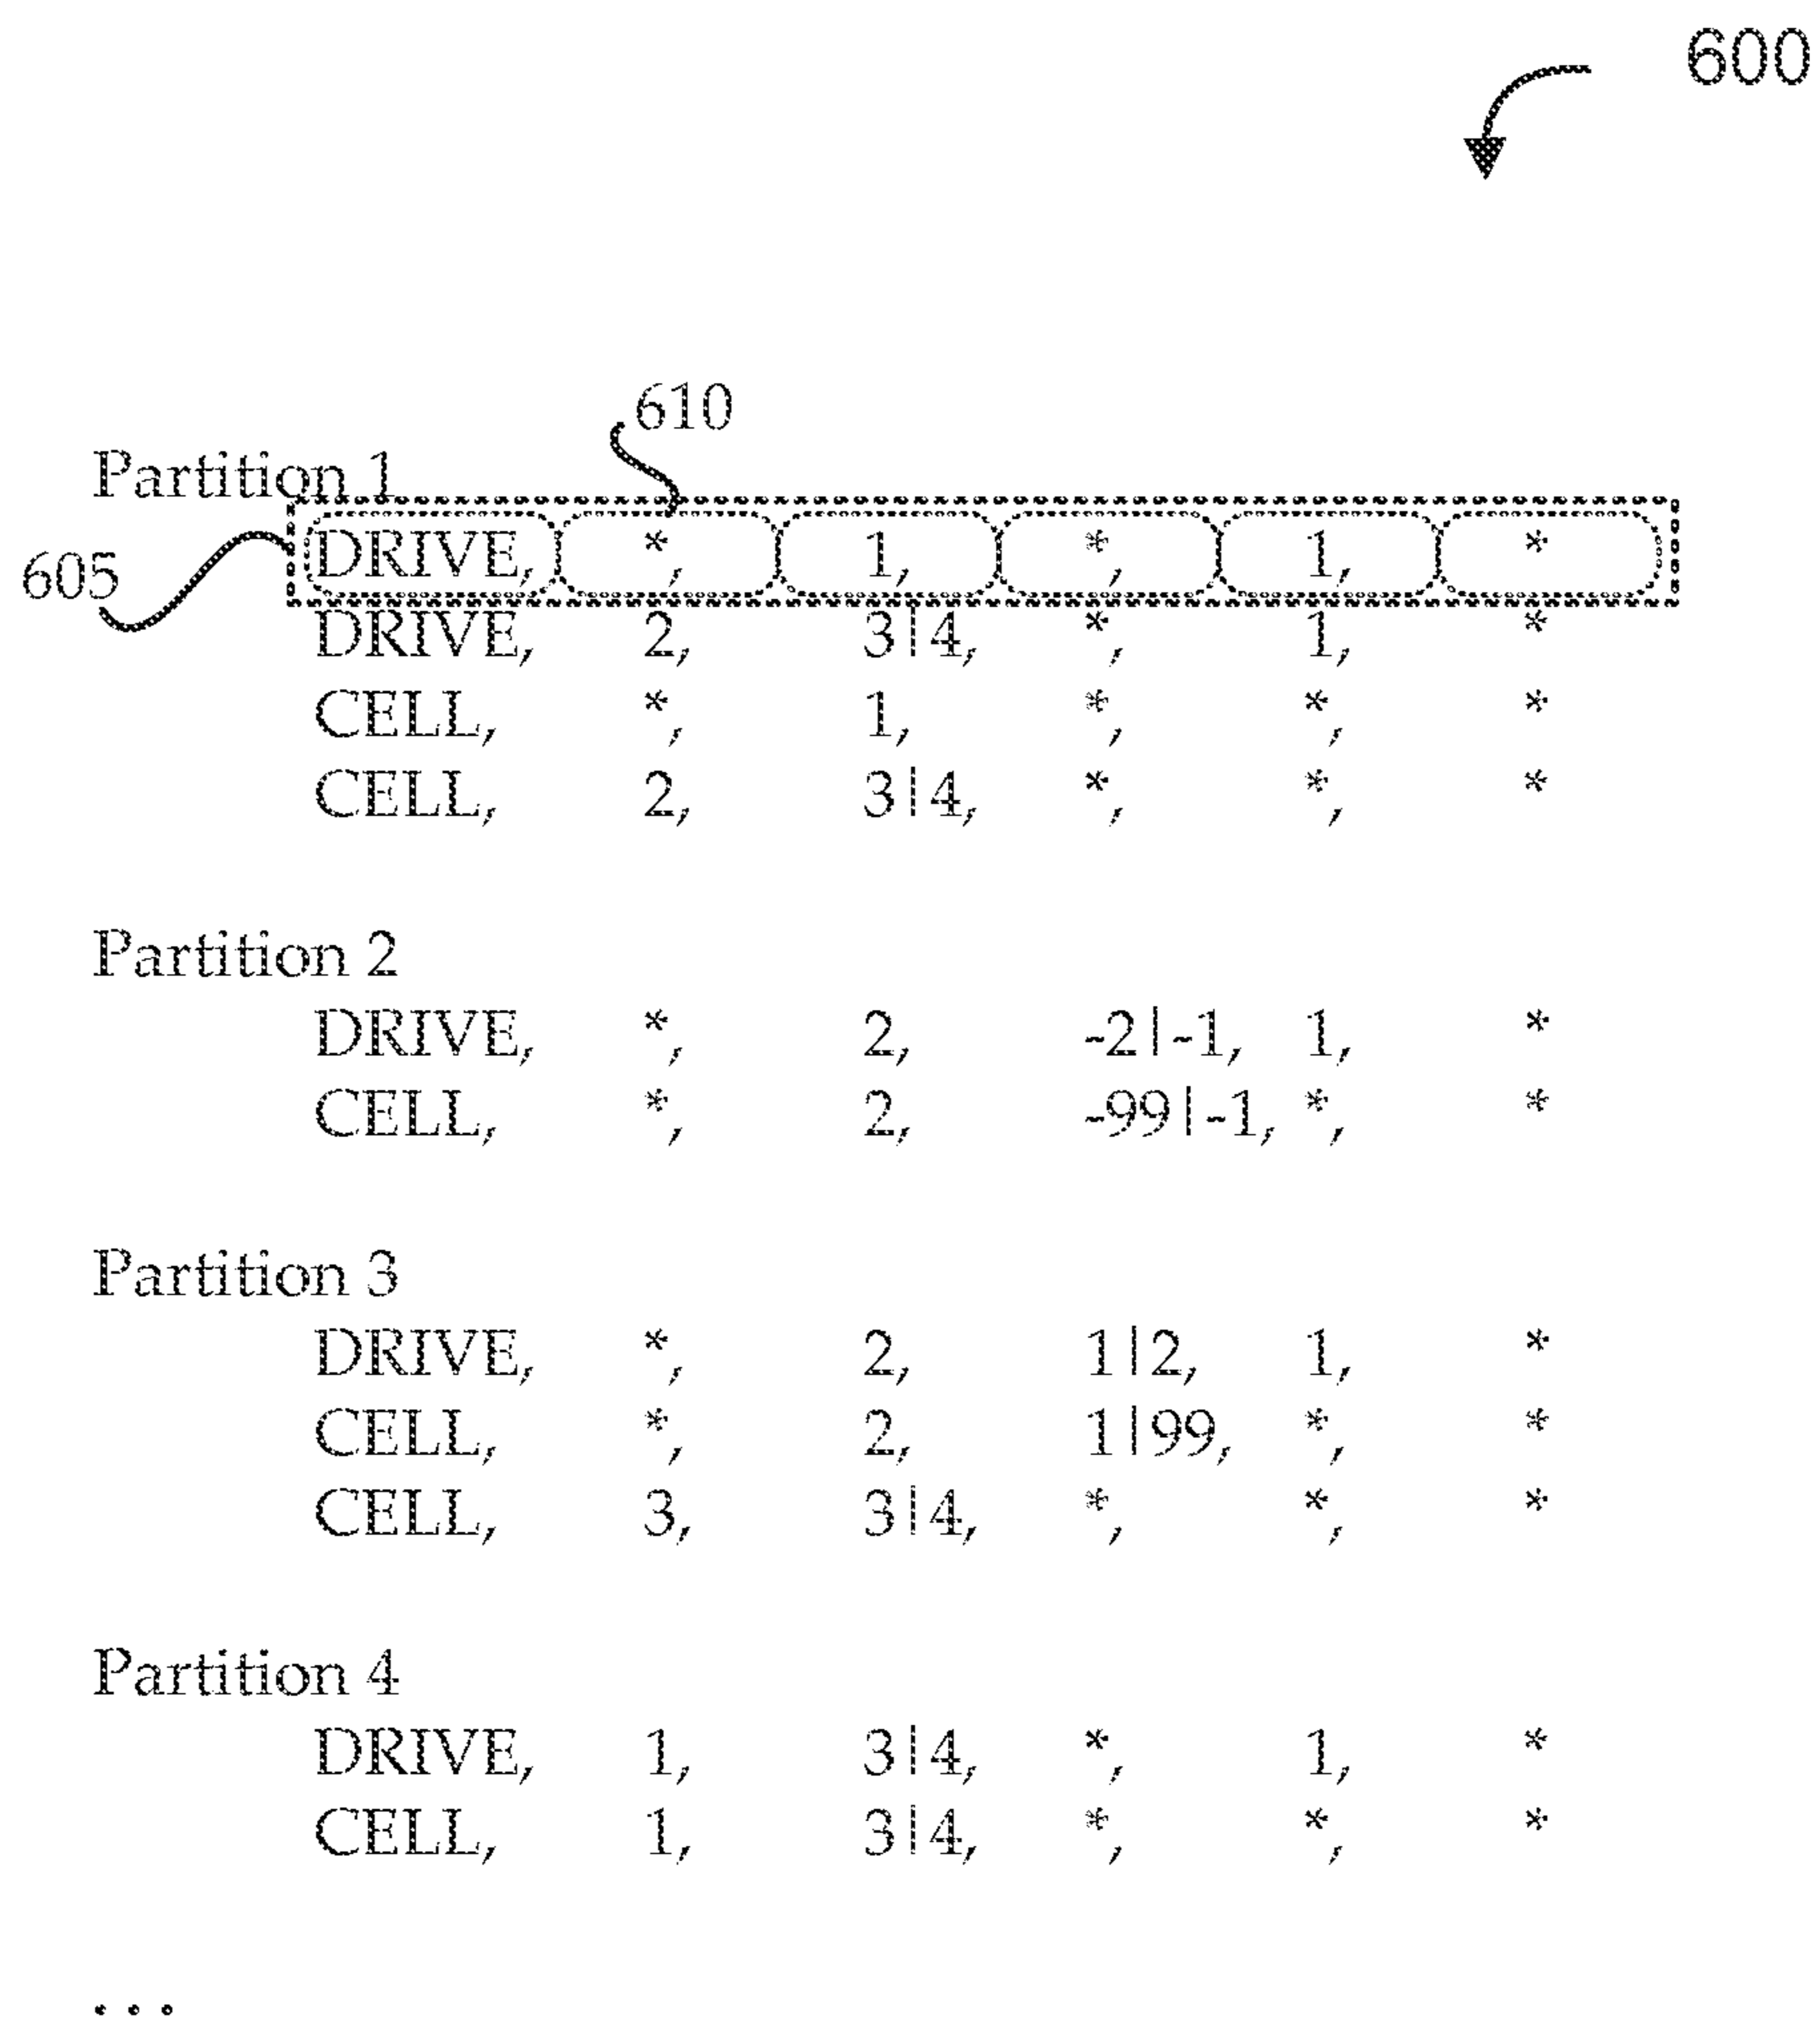 600
610
Partition 1
605
DRIVE, *, 1, *, 1, *
DRIVE, 2, 3|4, *, 1, *
CELL, *, 1, *, *, *
CELL, 2, 3|4, *, *, *
Partition 2
DRIVE, *, 2, -2|-1, 1, *
CELL, *, 2, -99|-1, *, *
Partition 3
DRIVE, *, 2, 1|2, 1, *
CELL, *, 2, 1|99, *, *
CELL, 3, 3|4, *, *, *
Partition 4
DRIVE, 1, 3|4, *, 1, *
CELL, 1, 3|4, *, *, *
...